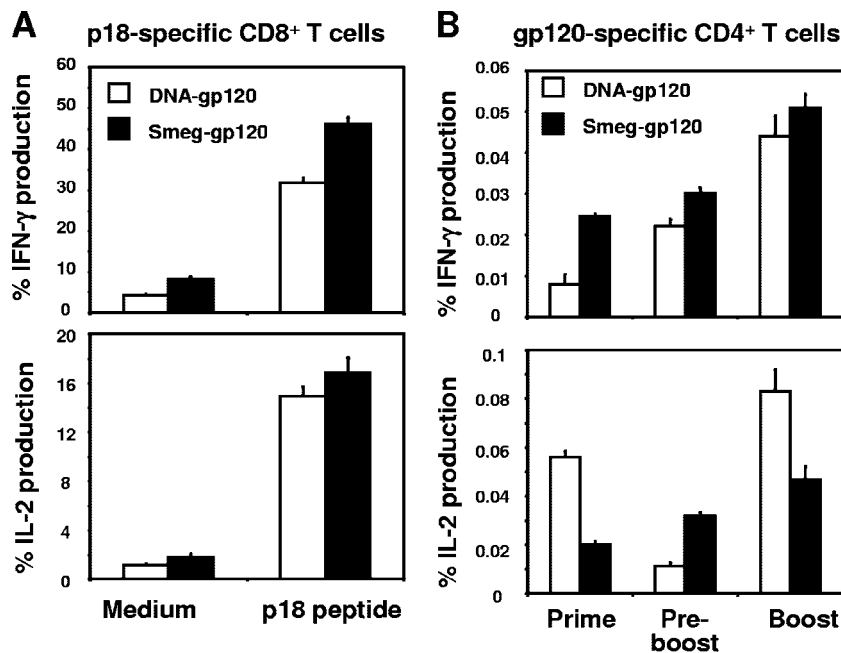 A p18-specific CD8+ T cells
% IFN-γ production
60
50
40
30
20
10
0
DNA-gp120
Smeg-gp120
% IL-2 production
20
16
12
8
4
0
Medium p18 peptide
B gp120-specific CD4+ T cells
% IFN-γ production
0.06
0.05
0.04
0.03
0.02
0.01
0
DNA-gp120
Smeg-gp120
% IL-2 production
0.1
0.08
0.06
0.04
0.02
0
Prime Pre- Boost
boost